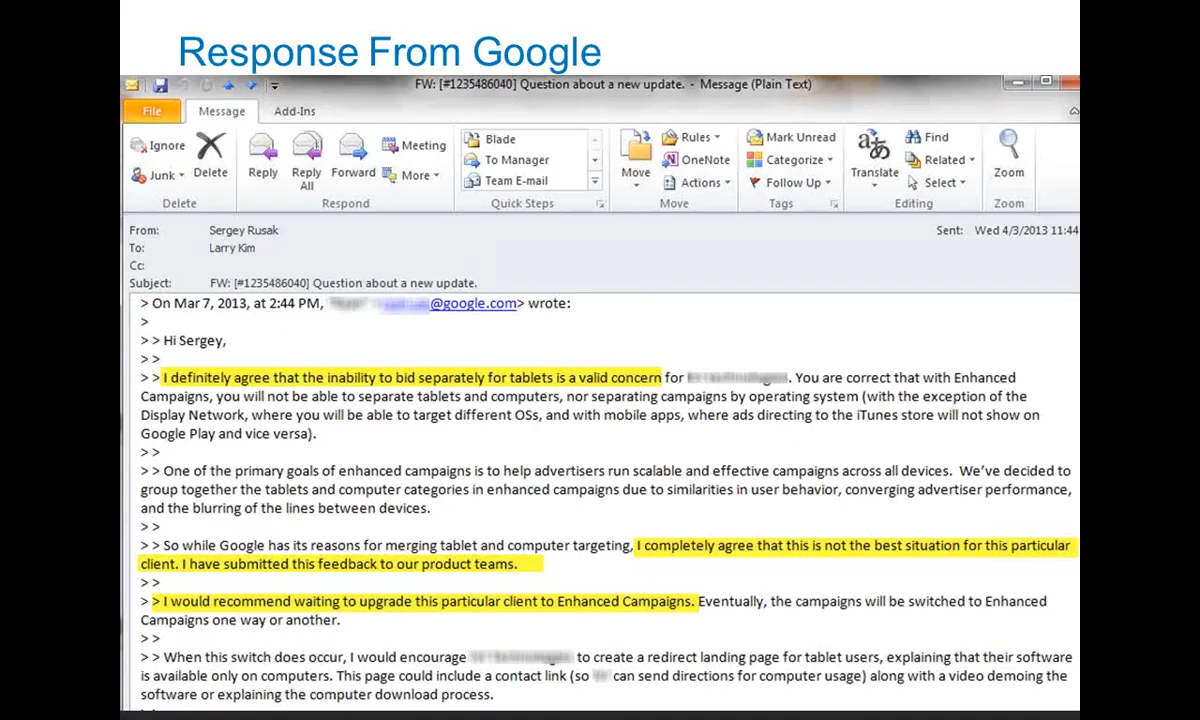 Response From Google
FW: [#1235486040] Question about a new update. - Message (Plain Text)
File Message Add-Ins
Ignore
Junk
Delete
Reply
Reply All
Forward
Meeting
More
Blade
To Manager
Team E-mail
Move
Rules
OneNote
Actions
Mark Unread
Categorize
Follow Up
Translate
Find
Related
Select
Zoom
Delete Respond Quick Steps Move Tags Editing Zoom
From: Sergey Rusak Sent: Wed 4/3/2013 11:44
To: Larry Kim
Cc:
Subject: FW: [#1235486040] Question about a new update.
> On Mar 7, 2013, at 2:44 PM, @google.com> wrote:
>
> > Hi Sergey,
> >
> > I definitely agree that the inability to bid separately for tablets is a valid concern for . You are correct that with Enhanced
Campaigns, you will not be able to separate tablets and computers, nor separating campaigns by operating system (with the exception of the
Display Network, where you will be able to target different OSs, and with mobile apps, where ads directing to the iTunes store will not show on
Google Play and vice versa).
> >
> > One of the primary goals of enhanced campaigns is to help advertisers run scalable and effective campaigns across all devices. We've decided to
group together the tablets and computer categories in enhanced campaigns due to similarities in user behavior, converging advertiser performance,
and the blurring of the lines between devices.
> >
> > So while Google has its reasons for merging tablet and computer targeting, I completely agree that this is not the best situation for this particular
client. I have submitted this feedback to our product teams.
> >
> > I would recommend waiting to upgrade this particular client to Enhanced Campaigns. Eventually, the campaigns will be switched to Enhanced
Campaigns one way or another.
> >
> > When this switch does occur, I would encourage to create a redirect landing page for tablet users, explaining that their software
is available only on computers. This page could include a contact link (so can send directions for computer usage) along with a video demoing the
software or explaining the computer download process.